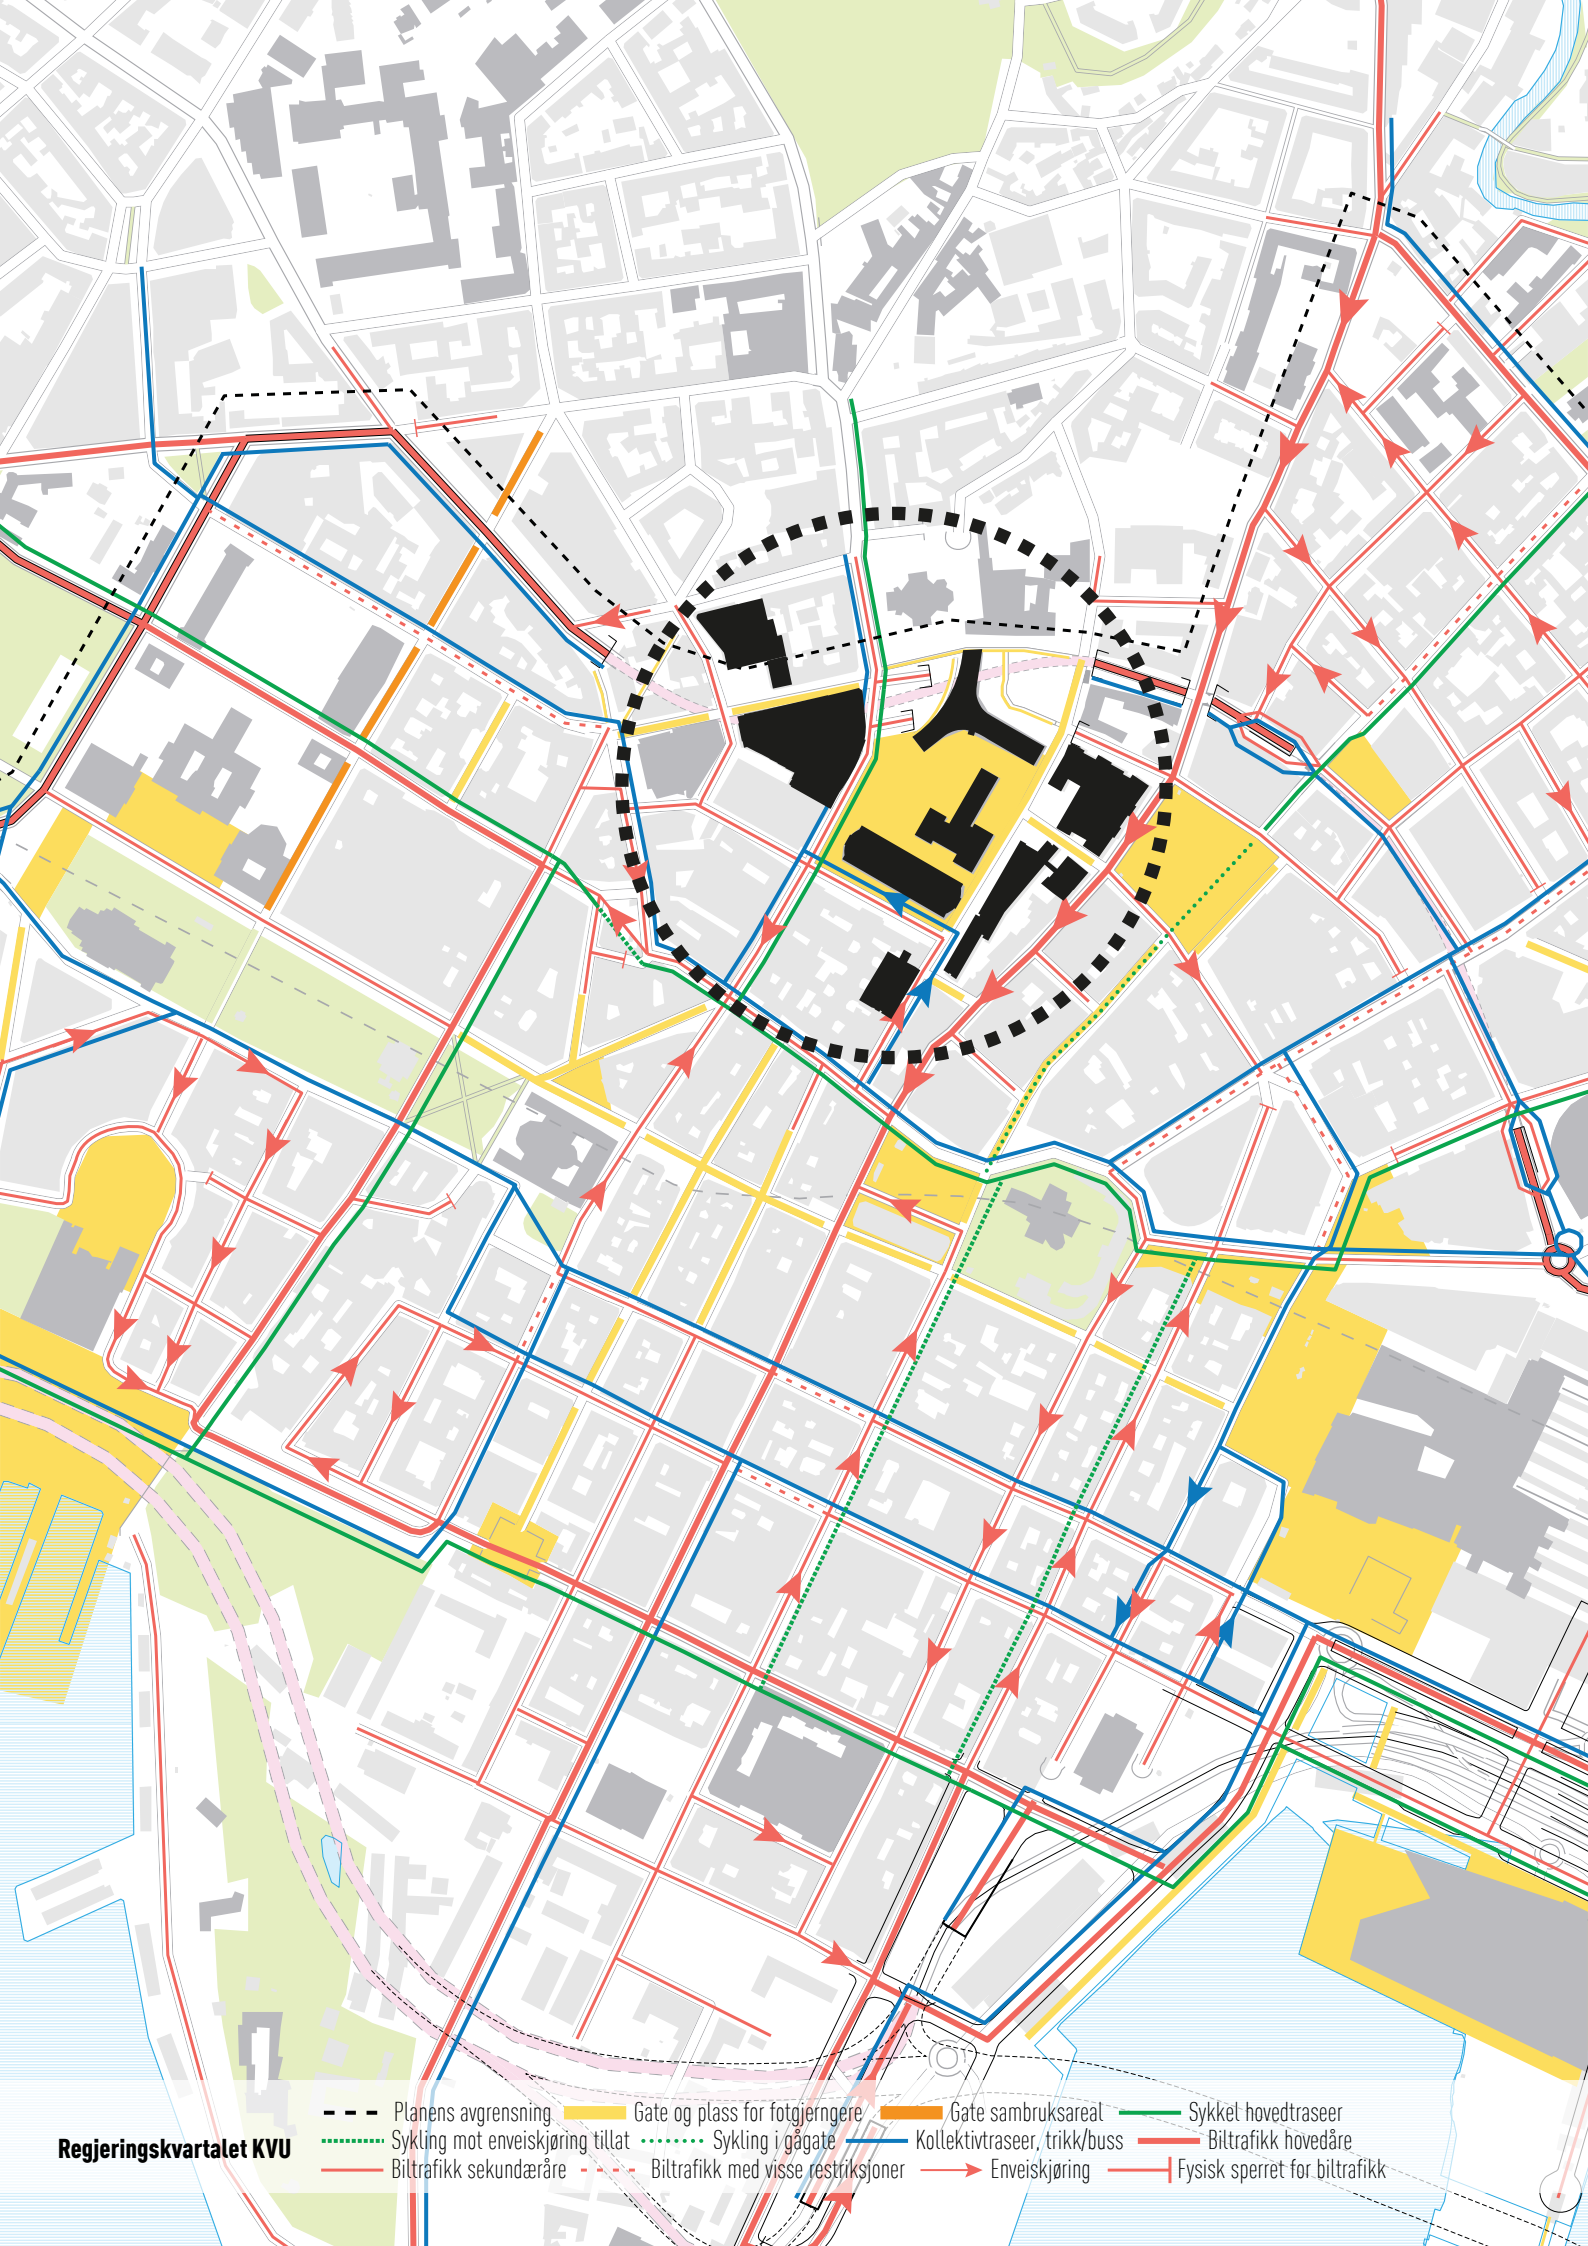 Planens avgrensning Gate og plass for fotgjerngere Gate sambruksareal Sykkel hovedtraseer
Regjeringskvartalet KVU Sykling mot enveiskjøring tillat Sykling i gågate Kollektivtraseer, trikk/buss Biltrafikk hovedåre
Biltrafikk sekundæråre Biltrafikk med visse restriksjoner Enveiskjøring Fysisk sperret for biltrafikk